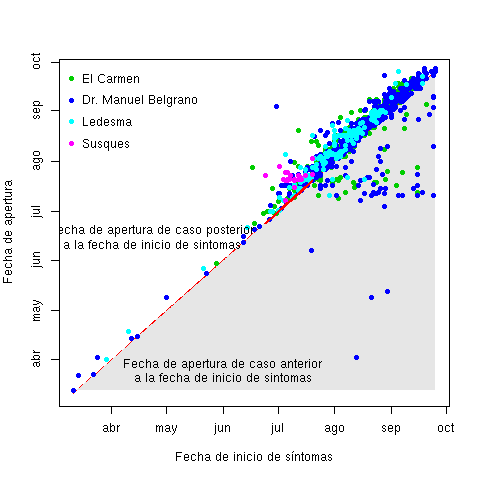 El Carmen
Dr. Manuel Belgrano
Ledesma
Susques
echa de apertura de caso posterior
a la fecha de inicio de sintomas
Fecha de apertura de caso anterior
a la fecha de inicio de sintomas
Fecha de apertura
abr
may
jun
jul
ago
sep
oct
abr
may
jun
jul
ago
sep
oct
Fecha de inicio de síntomas